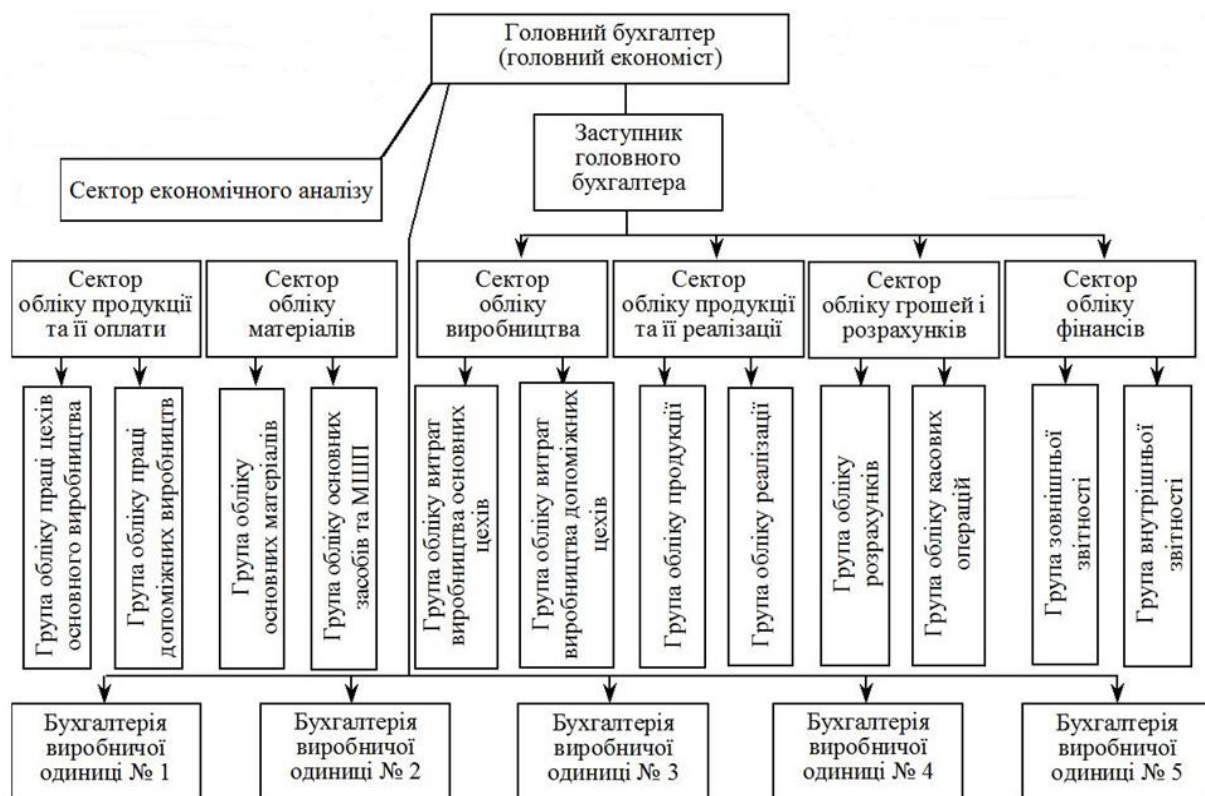 Головний бухгалтер
(головний економіст)
Заступник
головного
бухгалтера
Сектор економічного аналізу
Сектор
обліку продукції
та її оплати
Сектор
обліку
матеріалів
Сектор
обліку
виробництва
Сектор
обліку продукції
та її реалізації
Сектор
обліку грошей і
розрахунків
Сектор
обліку
фінансів
Група обліку праці цехів
основного виробництва
Група обліку праці
допоміжних виробництв
Група обліку
основних матеріалів
Група обліку основних
засобів та МШП
Група обліку витрат
виробництва основних
цехів
Група обліку витрат
виробництва допоміжних
цехів
Група обліку продукції
Група обліку реалізації
Група обліку
розрахунків
Група обліку касових
операцій
Група зовнішньої
звітності
Група внутрішньої
звітності
Бухгалтерія
виробничої
одиниці № 1
Бухгалтерія
виробничої
одиниці № 2
Бухгалтерія
виробничої
одиниці № 3
Бухгалтерія
виробничої
одиниці № 4
Бухгалтерія
виробничої
одиниці № 5